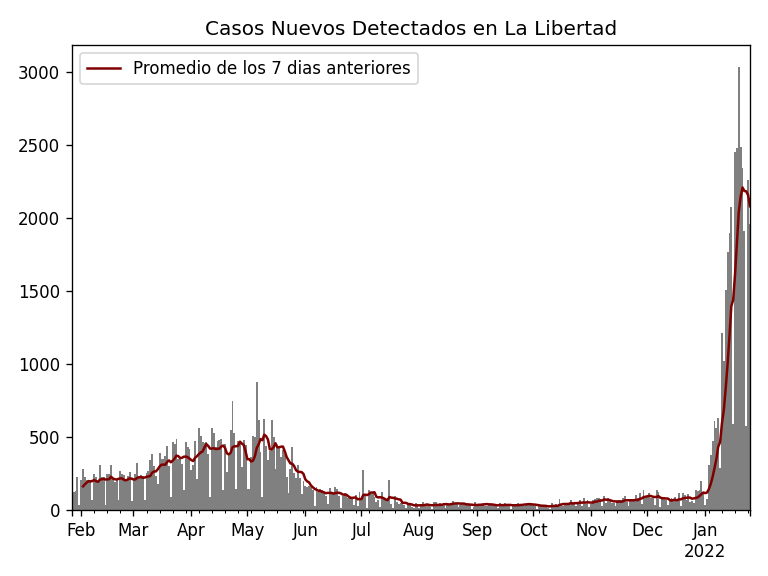 Casos Nuevos Detectados en La Libertad
Promedio de los 7 dias anteriores
3000
2500
2000
1500
1000
500
0
Feb Mar Apr May Jun Jul Aug Sep Oct Nov Dec Jan
2022